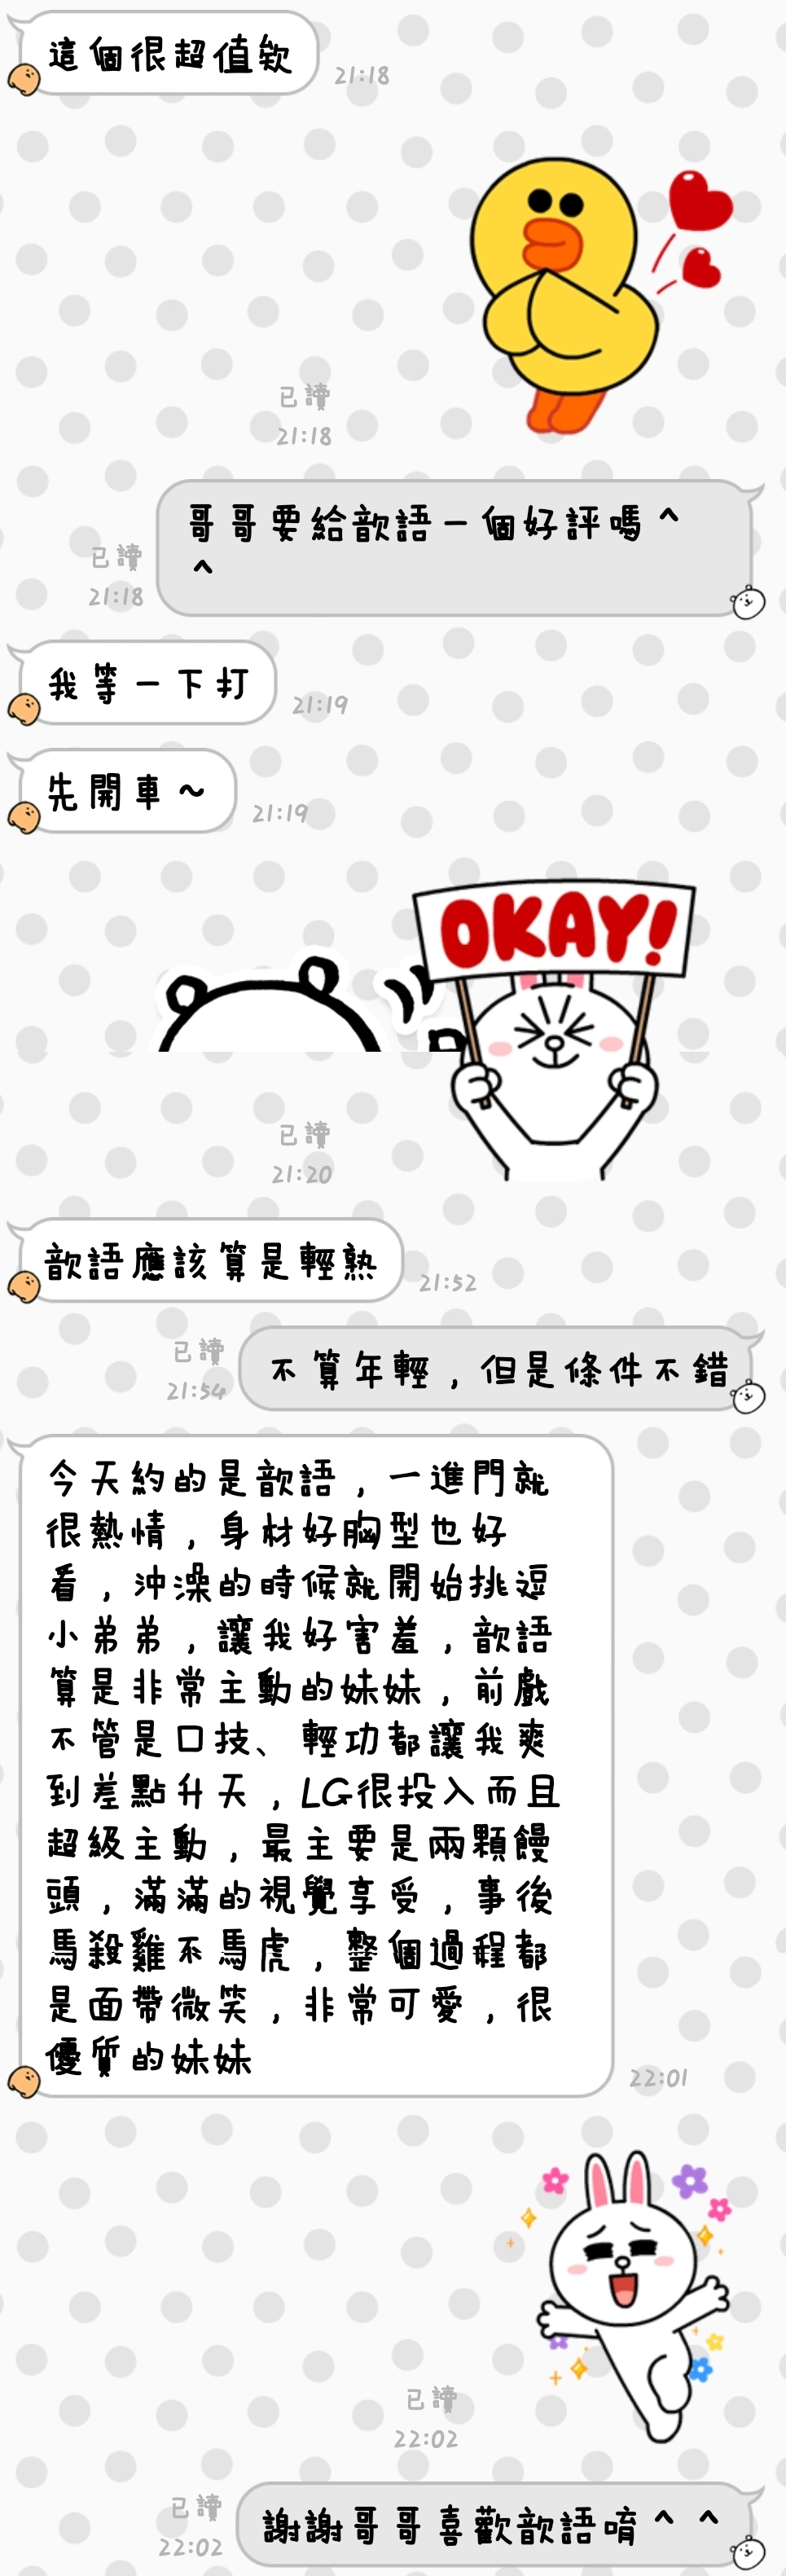 這個很超值欸
21:18
已讀
21:18
哥哥要給歆語一個好評嗎^
^
已讀
21:18
我等一下打
21:19
先開車~
21:19
OKAY!
已讀
21:20
歆語應該算是輕熟
21:52
已讀
21:54
不算年輕，但是條件不錯
今天約的是歆語，一進門就
很熱情，身材好胸型也好
看，沖澡的時候就開始挑逗
小弟弟，讓我好害羞，歆語
算是非常主動的妹妹，前戲
不管是口技、輕功都讓我爽
到差點升天，LG很投入而且
超級主動，最主要是兩顆饅
頭，滿滿的視覺享受，事後
馬殺雞不馬虎，整個過程都
是面帶微笑，非常可愛，很
優質的妹妹
22:01
已讀
22:02
已讀
22:02
謝謝哥哥喜歡歆語唷^ ^